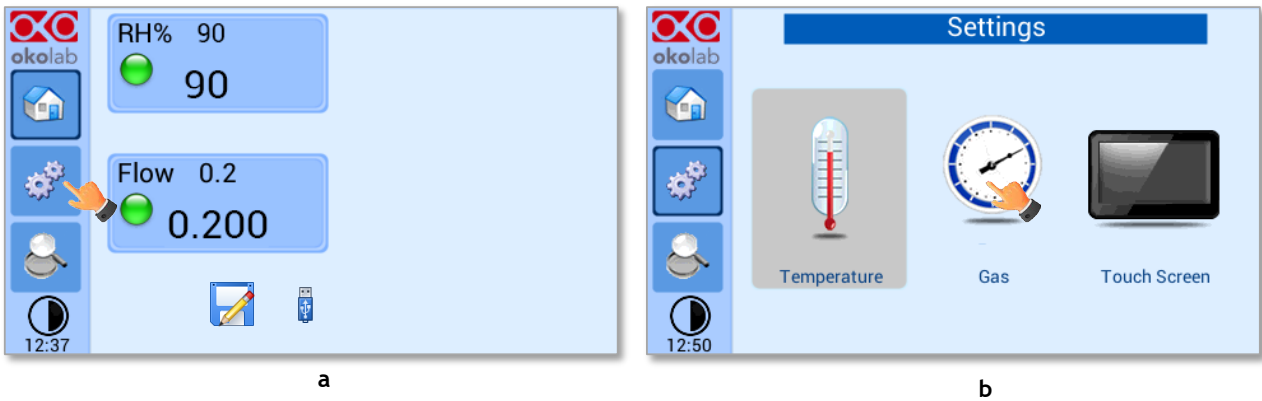 okolab
RH% 90
90
Flow 0.2
0.200
12:37
a
okolab
Settings
Temperature
Gas
Touch Screen
12:50
b